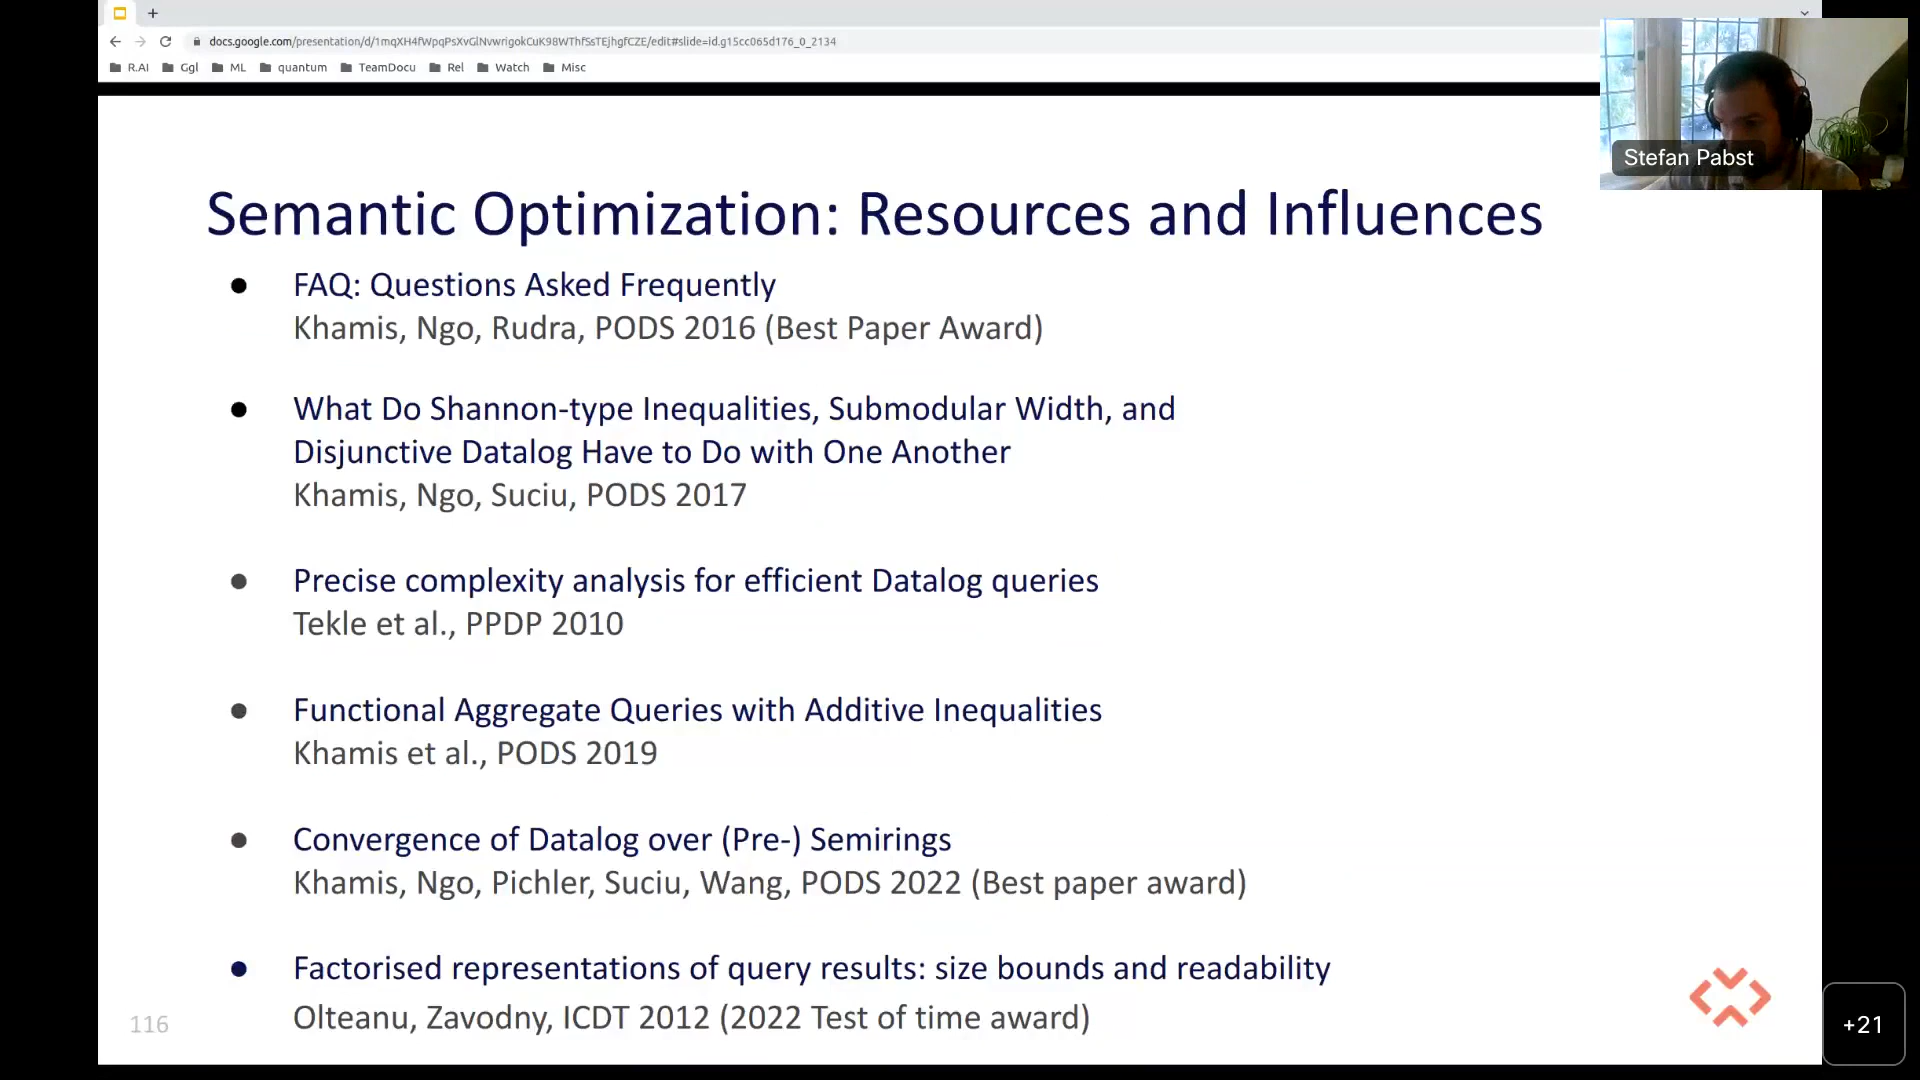 docs.google.com/presentation/d/1mqXH4fWpqPsXvGlNvwrigokCuK98WThfSsTEjhgfCZE/edit#slide=id.g15cc065d176_0_2134
R.AI Ggl ML quantum TeamDocu Rel Watch Misc
Stefan Pabst
Semantic Optimization: Resources and Influences
● FAQ: Questions Asked Frequently
Khamis, Ngo, Rudra, PODS 2016 (Best Paper Award)
● What Do Shannon-type Inequalities, Submodular Width, and
Disjunctive Datalog Have to Do with One Another
Khamis, Ngo, Suciu, PODS 2017
● Precise complexity analysis for efficient Datalog queries
Tekle et al., PPDP 2010
● Functional Aggregate Queries with Additive Inequalities
Khamis et al., PODS 2019
● Convergence of Datalog over (Pre-) Semirings
Khamis, Ngo, Pichler, Suciu, Wang, PODS 2022 (Best paper award)
● Factorised representations of query results: size bounds and readability
Olteanu, Zavodny, ICDT 2012 (2022 Test of time award)
116
+21